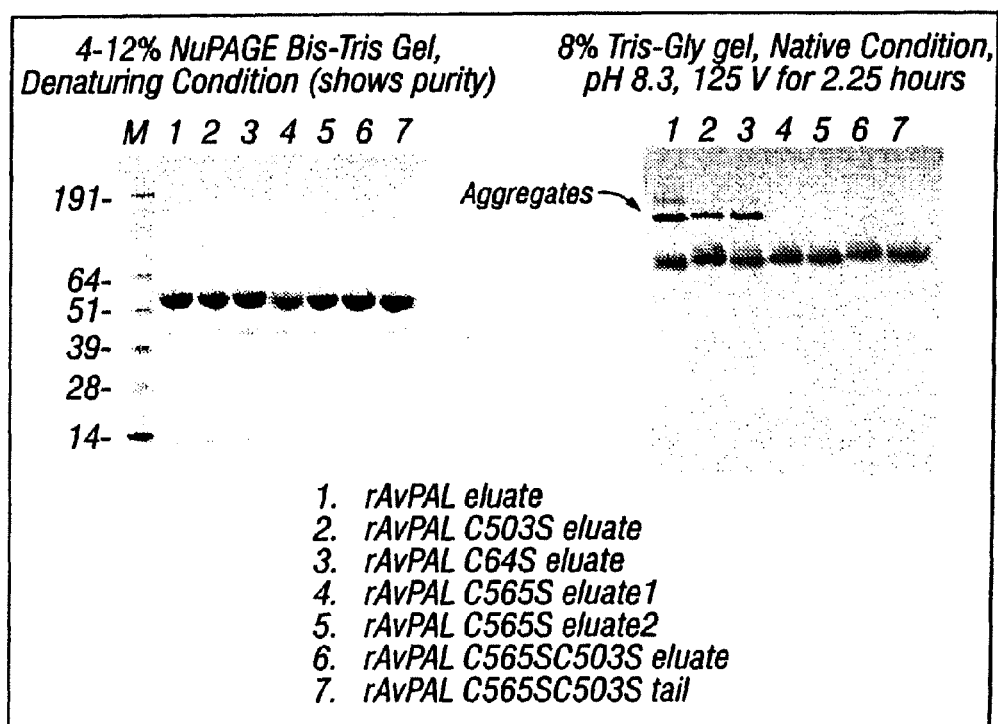 4-12% NuPAGE Bis-Tris Gel,
Denaturing Condition (shows purity)
M 1 2 3 4 5 6 7
191-
64-
51-
39-
28-
14-
8% Tris-Gly gel, Native Condition,
pH 8.3, 125 V for 2.25 hours
1 2 3 4 5 6 7
Aggregates
1. rAvPAL eluate
2. rAvPAL C503S eluate
3. rAvPAL C64S eluate
4. rAvPAL C565S eluate1
5. rAvPAL C565S eluate2
6. rAvPAL C565SC503S eluate
7. rAvPAL C565SC503S tail